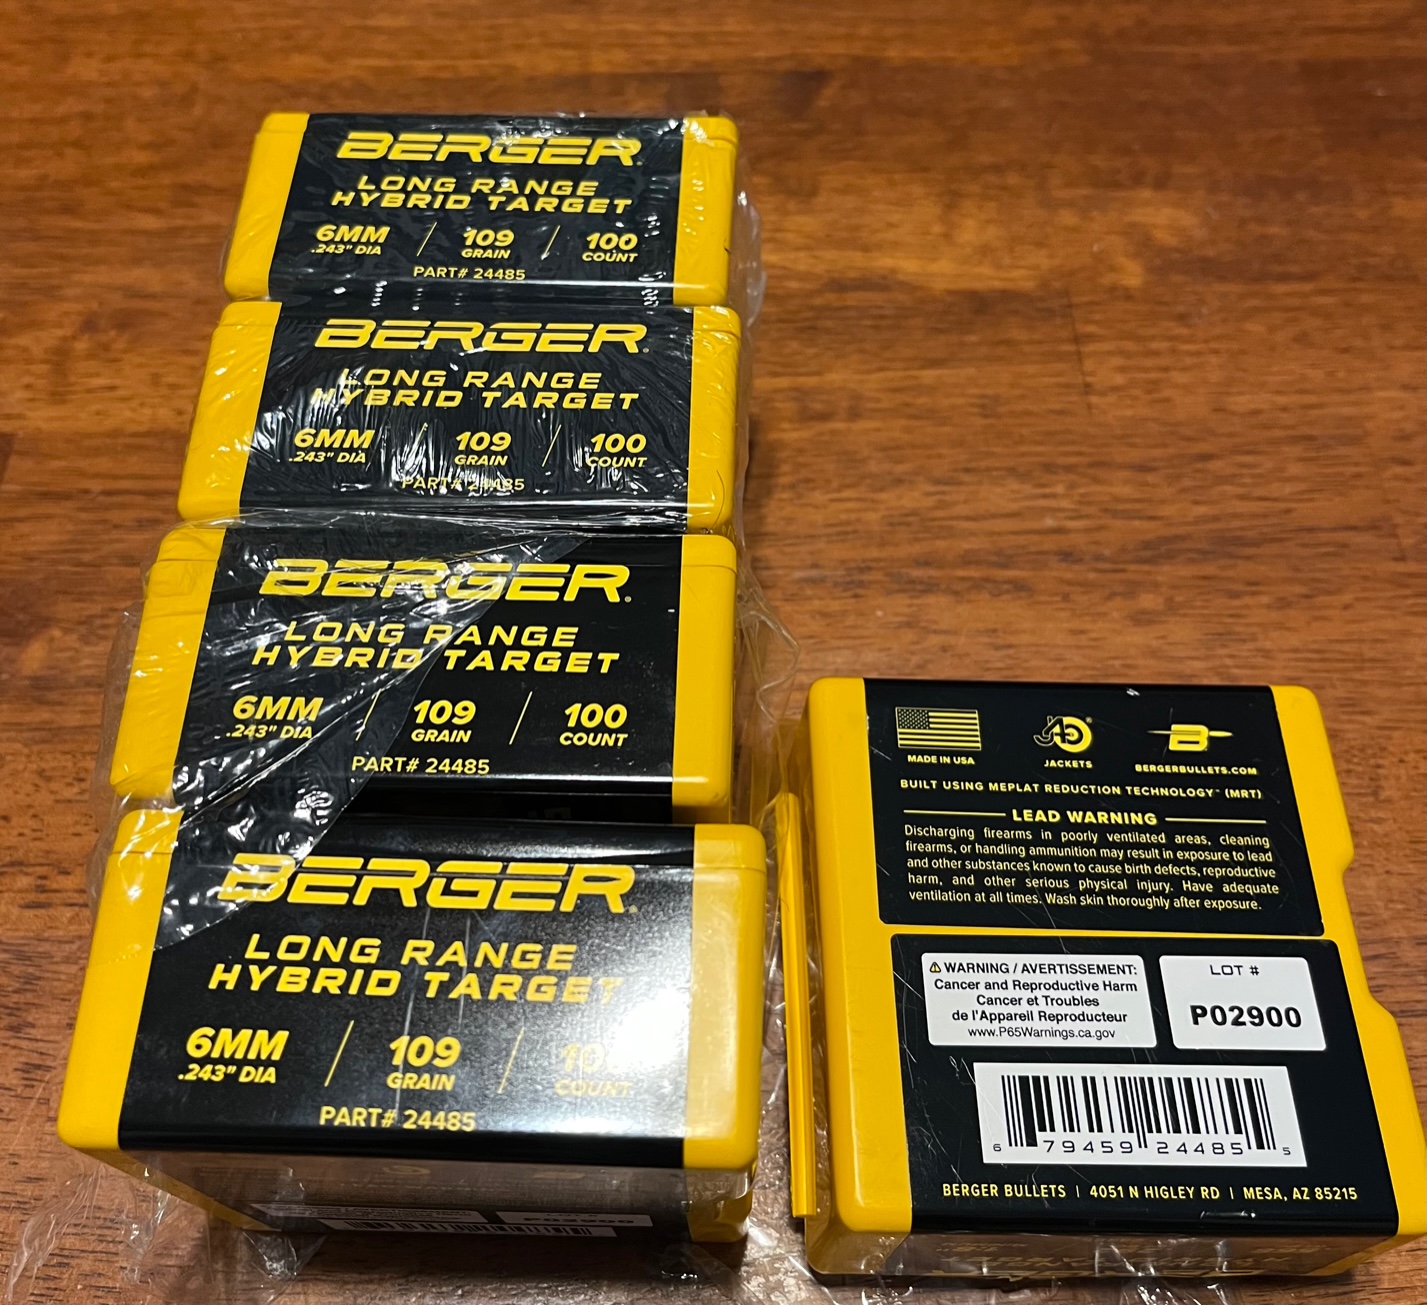 BERGER
LONG RANGE
HYBRID TARGET
6MM / 109 / 100
.243" DIA GRAIN COUNT
PART# 24485
BERGER
LONG RANGE
HYBRID TARGET
6MM / 109 / 100
.243" DIA GRAIN COUNT
PART# 24485
BERGER
LONG RANGE
HYBRID TARGET
6MM / 109 / 100
.243" DIA GRAIN COUNT
PART# 24485
BERGER
LONG RANGE
HYBRID TARGET
6MM / 109 / 100
.243" DIA GRAIN COUNT
PART# 24485
P02900
J4® B
MADE IN USA JACKETS BERGERBULLETS.COM
BUILT USING MEPLAT REDUCTION TECHNOLOGY™ (MRT)
LEAD WARNING
Discharging firearms in poorly ventilated areas, cleaning
firearms, or handling ammunition may result in exposure to lead
and other substances known to cause birth defects, reproductive
harm, and other serious physical injury. Have adequate
ventilation at all times. Wash skin thoroughly after exposure.
⚠ WARNING / AVERTISSEMENT:
Cancer and Reproductive Harm
Cancer et Troubles
de l'Appareil Reproducteur
www.P65Warnings.ca.gov
LOT #
P02900
6 79459 24485 5
BERGER BULLETS | 4051 N HIGLEY RD | MESA, AZ 85215